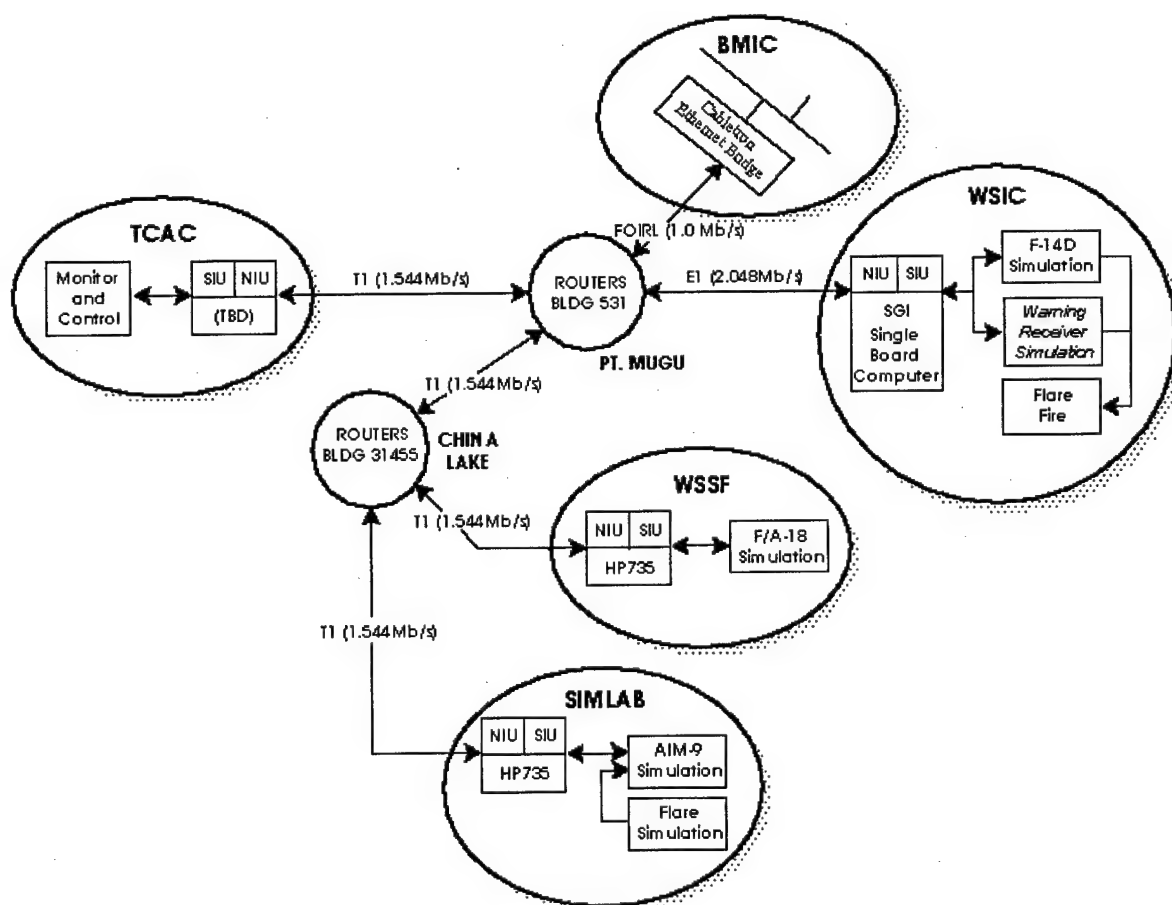 BMIC
Cabletron
Ethernet Bridge
FOIRL (1.0 Mb/s)
WSIC
NIU
SIU
SGI
Single
Board
Computer
F-14D
Simulation
Warning
Receiver
Simulation
Flare
Fire
TCAC
Monitor
and
Control
SIU
NIU
(TBD)
T1 (1.544Mb/s)
ROUTERS
BLDG 531
E1 (2.048Mb/s)
PT. MUGU
T1 (1.544Mb/s)
ROUTERS
BLDG 31455
CHINA
LAKE
T1 (1.544Mb/s)
WSSF
NIU
SIU
HP735
F/A-18
Simulation
T1 (1.544Mb/s)
SIMLAB
NIU
SIU
HP735
AIM-9
Simulation
Flare
Simulation